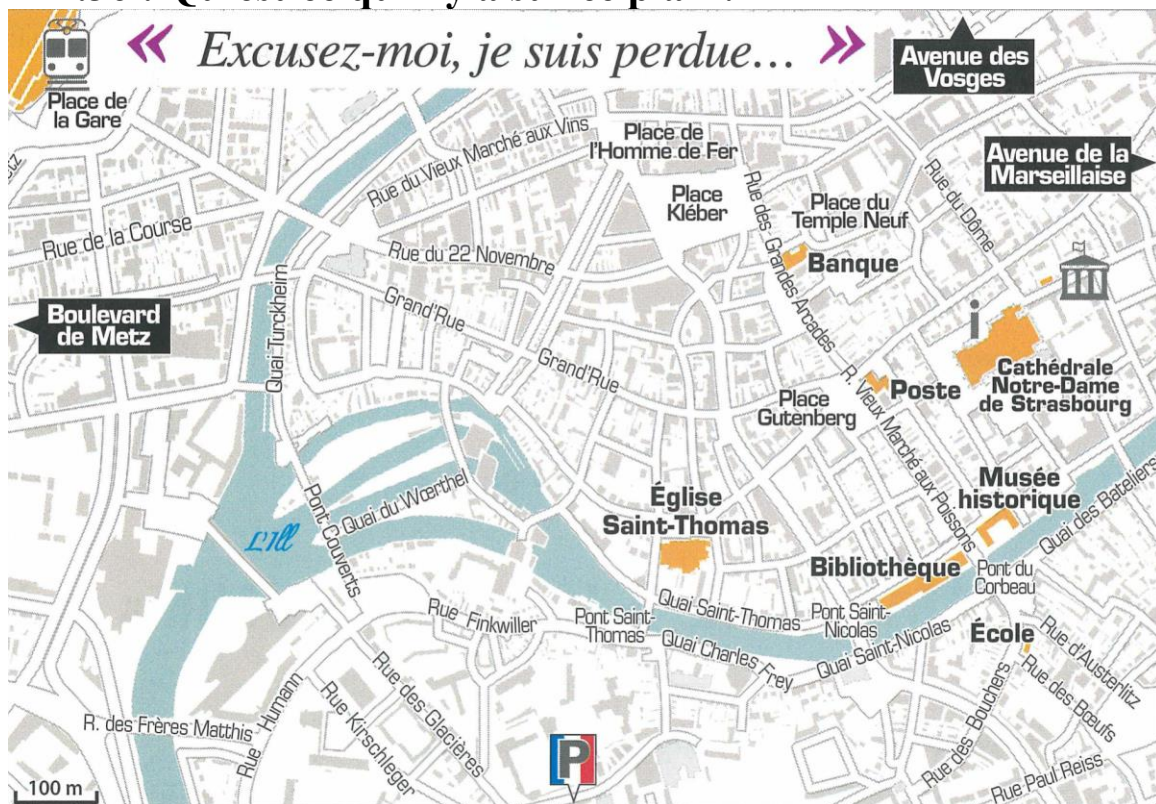 « Excusez-moi, je suis perdue... »
Avenue des
Vosges
Place de
la Gare
Metz
Rue du Vieux Marché aux Vins
Place de
l'Homme de Fer
Avenue de la
Marseillaise
Rue du Dôme
Place
Kléber
Place du
Temple Neuf
Rue de la Course
Rue du 22 Novembre
Rue des Grandes Arcades
Banque
Boulevard
de Metz
Quai Turckheim
Grand'Rue
Grand'Rue
i
Cathédrale
Notre-Dame
de Strasbourg
Poste
Place
Gutenberg
R. Vieux Marché aux Poissons
Musée
historique
Quai des Bateliers
Église
Saint-Thomas
Quai du Wœrthel
Pont Couverts
L'Ill
Bibliothèque
Pont du
Corbeau
Rue Finkwiller
Pont Saint-
Thomas
Quai Saint-Thomas
Pont Saint-
Nicolas
Quai Charles Frey
Quai Saint-Nicolas
École
Rue d'Austerlitz
Rue des Bœufs
Rue des Bouchers
R. des Frères Matthis
Rue Humann
Rue Kirschleger
Rue des Glacières
P
Rue Paul Reiss
100 m